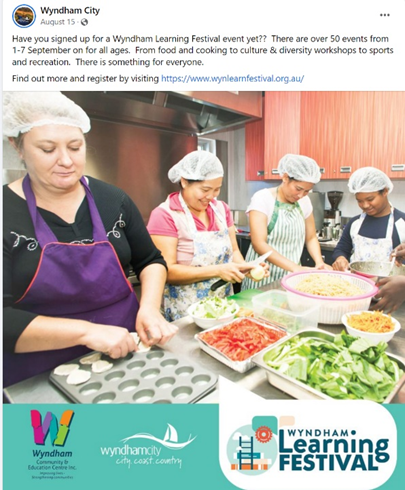 Wyndham City
August 15 ·
Have you signed up for a Wyndham Learning Festival event yet?? There are over 50 events from
1-7 September on for all ages. From food and cooking to culture & diversity workshops to sports
and recreation. There is something for everyone.
Find out more and register by visiting https://www.wynlearnfestival.org.au/
Wyndham
Community &
Education Centre Inc.
wyndhamcity
city. coast. country
WYNDHAM
Learning
FESTIVAL